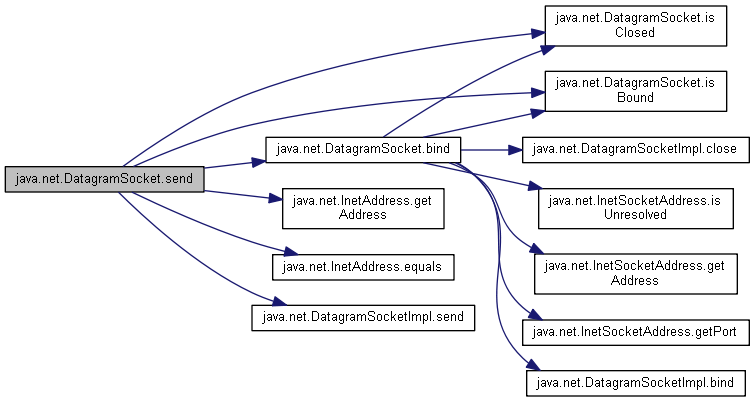 java.net.DatagramSocket.send
java.net.DatagramSocket.bind
java.net.InetAddress.get
Address
java.net.InetAddress.equals
java.net.DatagramSocketImpl.send
java.net.DatagramSocket.is
Closed
java.net.DatagramSocket.is
Bound
java.net.DatagramSocketImpl.close
java.net.InetSocketAddress.is
Unresolved
java.net.InetSocketAddress.get
Address
java.net.InetSocketAddress.getPort
java.net.DatagramSocketImpl.bind